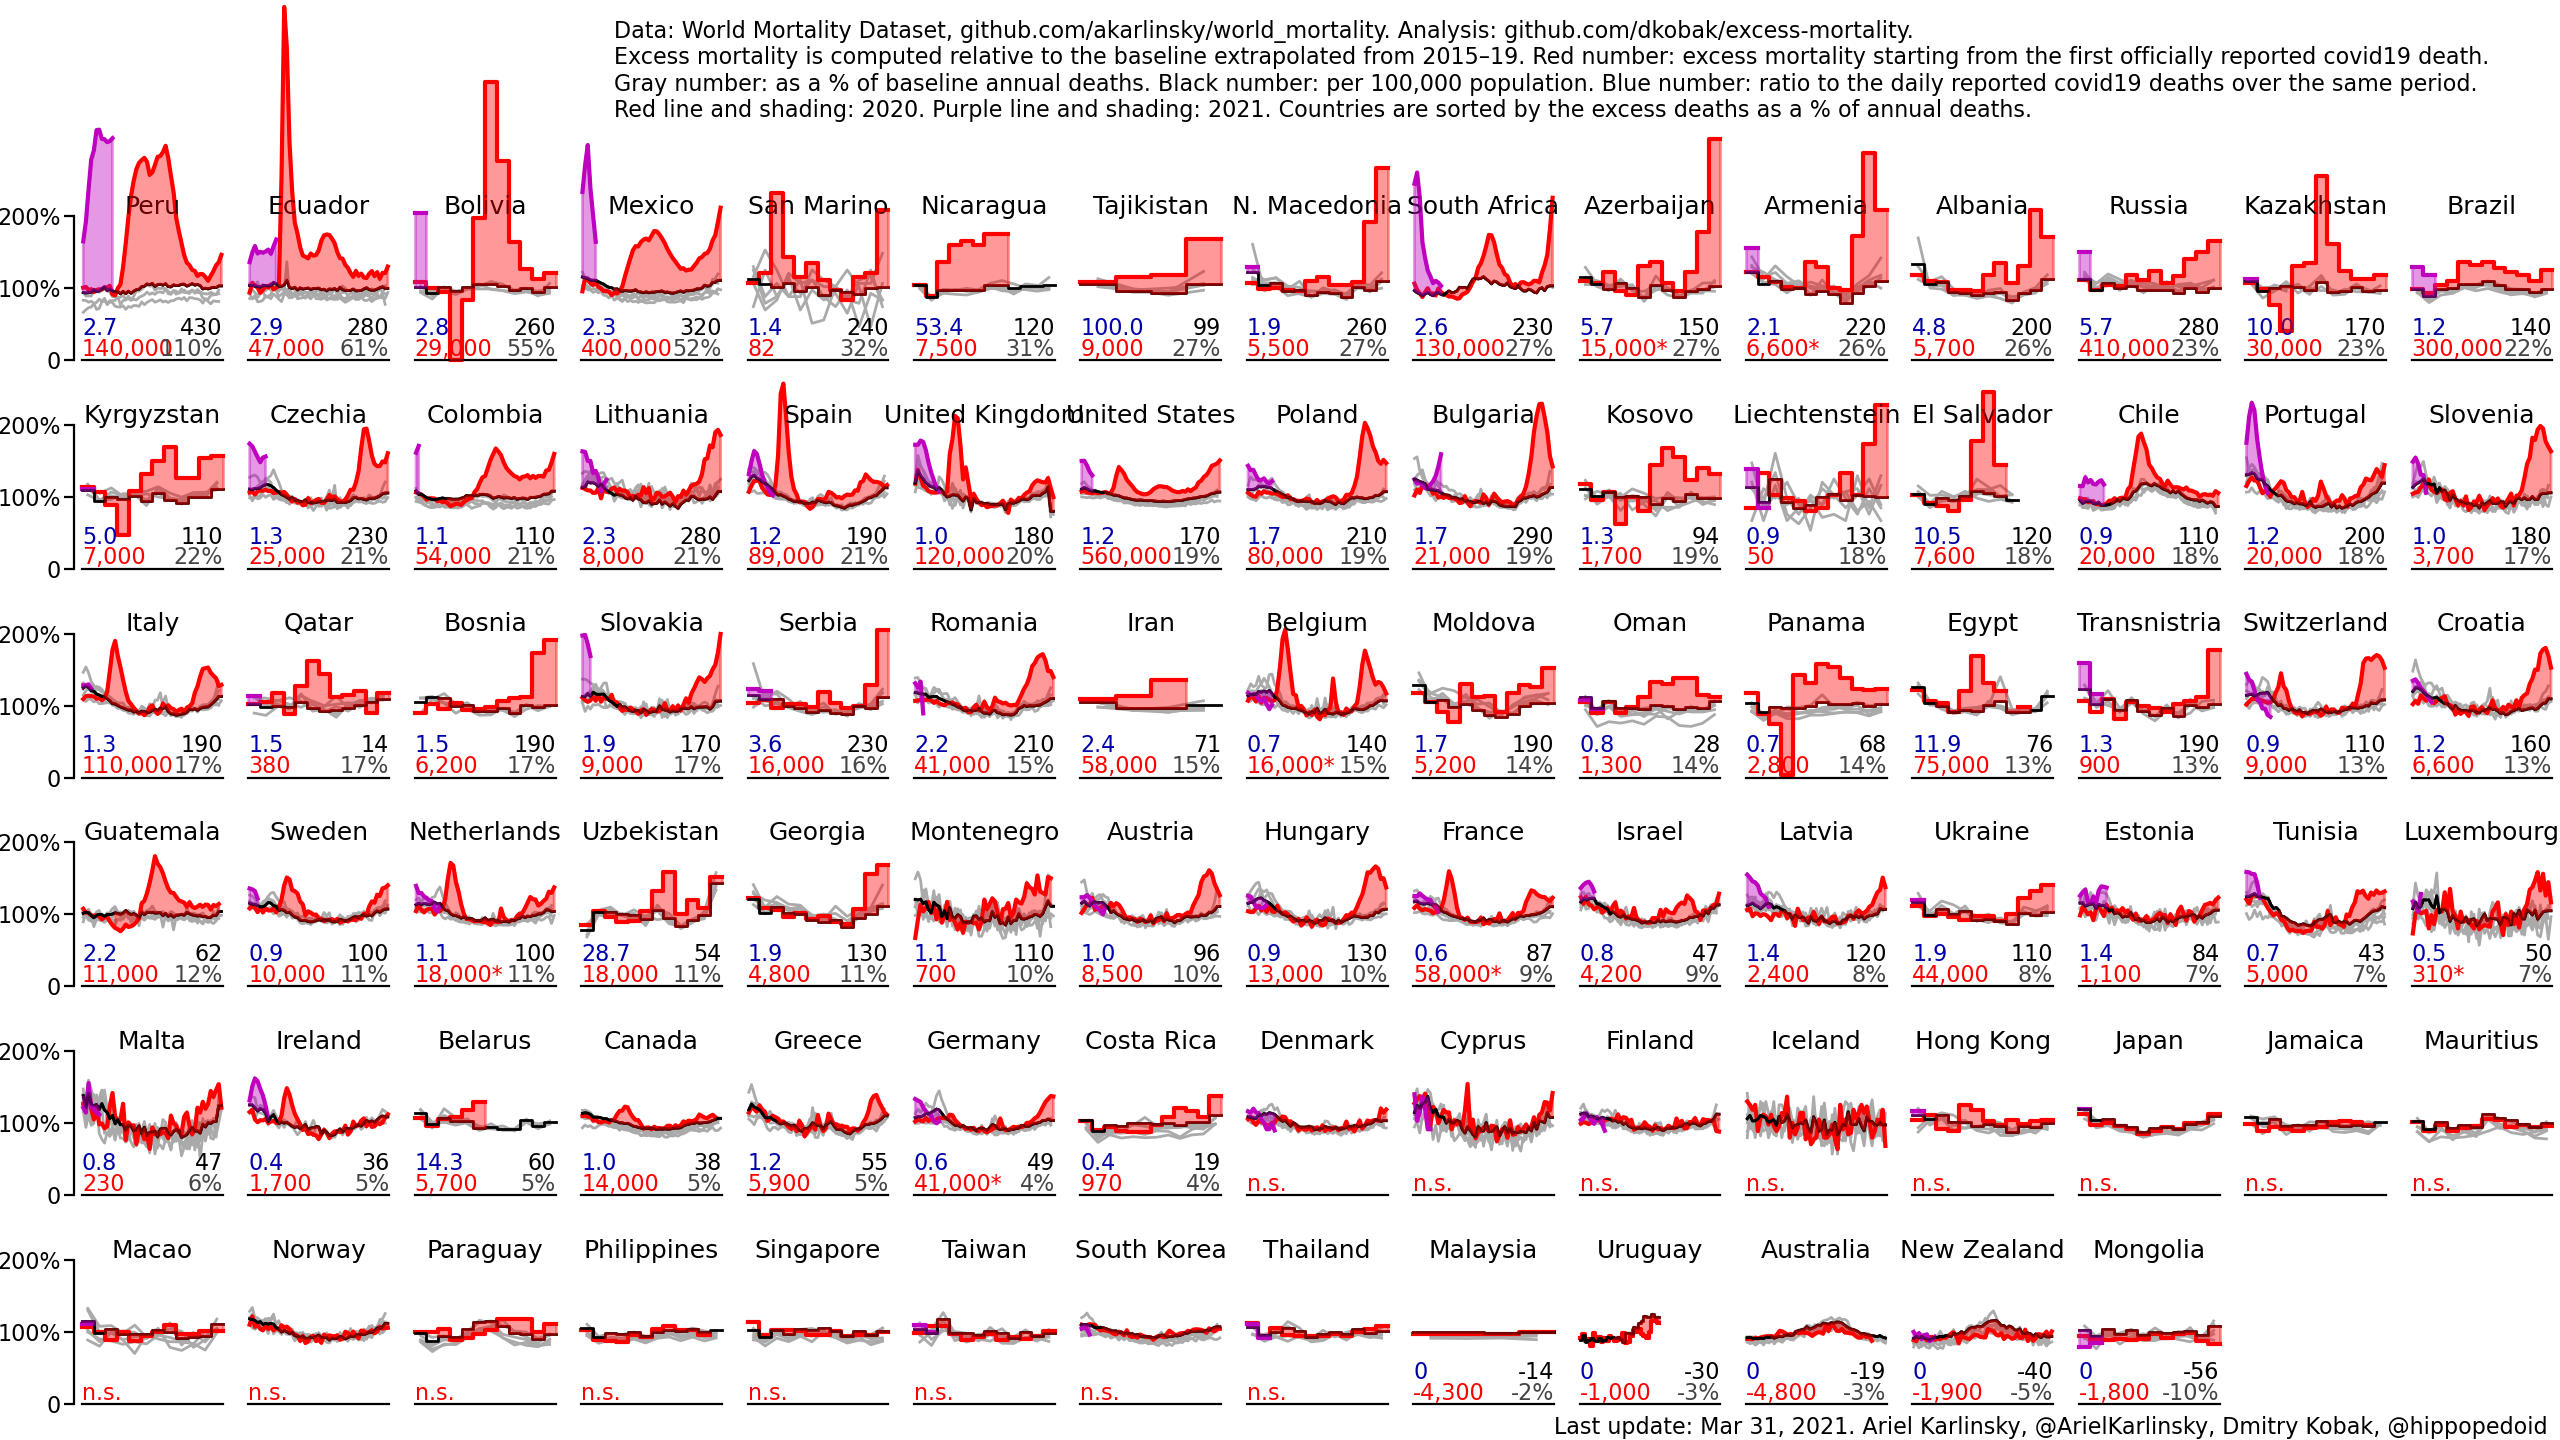 Data: World Mortality Dataset, github.com/akarlinsky/world_mortality. Analysis: github.com/dkobak/excess-mortality.
Excess mortality is computed relative to the baseline extrapolated from 2015–19. Red number: excess mortality starting from the first officially reported covid19 death.
Gray number: as a % of baseline annual deaths. Black number: per 100,000 population. Blue number: ratio to the daily reported covid19 deaths over the same period.
Red line and shading: 2020. Purple line and shading: 2021. Countries are sorted by the excess deaths as a % of annual deaths.
Peru Ecuador Bolivia Mexico San Marino Nicaragua Tajikistan N. Macedonia South Africa Azerbaijan Armenia Albania Russia Kazakhstan Brazil
200%
100%
2.7 430 2.9 280 2.8 260 2.3 320 1.4 240 53.4 120 100.0 99 1.9 260 2.6 230 5.7 150 2.1 220 4.8 200 5.7 280 10.0 170 1.2 140
0 140,000 110% 47,000 61% 29,000 55% 400,000 52% 82 32% 7,500 31% 9,000 27% 5,500 27% 130,000 27% 15,000* 27% 6,600* 26% 5,700 26% 410,000 23% 30,000 23% 300,000 22%
Kyrgyzstan Czechia Colombia Lithuania Spain United Kingdom United States Poland Bulgaria Kosovo Liechtenstein El Salvador Chile Portugal Slovenia
200%
100%
5.0 110 1.3 230 1.1 110 2.3 280 1.2 190 1.0 180 1.2 170 1.7 210 1.7 290 1.3 94 0.9 130 10.5 120 0.9 110 1.2 200 1.0 180
0 7,000 22% 25,000 21% 54,000 21% 8,000 21% 89,000 21% 120,000 20% 560,000 19% 80,000 19% 21,000 19% 1,700 19% 50 18% 7,600 18% 20,000 18% 20,000 18% 3,700 17%
Italy Qatar Bosnia Slovakia Serbia Romania Iran Belgium Moldova Oman Panama Egypt Transnistria Switzerland Croatia
200%
100%
1.3 190 1.5 14 1.5 190 1.9 170 3.6 230 2.2 210 2.4 71 0.7 140 1.7 190 0.8 28 0.7 68 11.9 76 1.3 190 0.9 110 1.2 160
0 110,000 17% 380 17% 6,200 17% 9,000 17% 16,000 16% 41,000 15% 58,000 15% 16,000* 15% 5,200 14% 1,300 14% 2,800 14% 75,000 13% 900 13% 9,000 13% 6,600 13%
Guatemala Sweden Netherlands Uzbekistan Georgia Montenegro Austria Hungary France Israel Latvia Ukraine Estonia Tunisia Luxembourg
200%
100%
2.2 62 0.9 100 1.1 100 28.7 54 1.9 130 1.1 110 1.0 96 0.9 130 0.6 87 0.8 47 1.4 120 1.9 110 1.4 84 0.7 43 0.5 50
0 11,000 12% 10,000 11% 18,000* 11% 18,000 11% 4,800 11% 700 10% 8,500 10% 13,000 10% 58,000* 9% 4,200 9% 2,400 8% 44,000 8% 1,100 7% 5,000 7% 310* 7%
Malta Ireland Belarus Canada Greece Germany Costa Rica Denmark Cyprus Finland Iceland Hong Kong Japan Jamaica Mauritius
200%
100%
0.8 47 0.4 36 14.3 60 1.0 38 1.2 55 0.6 49 0.4 19
0 230 6% 1,700 5% 5,700 5% 14,000 5% 5,900 5% 41,000* 4% 970 4% n.s. n.s. n.s. n.s. n.s. n.s. n.s. n.s.
Macao Norway Paraguay Philippines Singapore Taiwan South Korea Thailand Malaysia Uruguay Australia New Zealand Mongolia
200%
100%
0 -14 0 -30 0 -19 0 -40 0 -56
0 n.s. n.s. n.s. n.s. n.s. n.s. n.s. n.s. -4,300 -2% -1,000 -3% -4,800 -3% -1,900 -5% -1,800 -10%
Last update: Mar 31, 2021. Ariel Karlinsky, @ArielKarlinsky, Dmitry Kobak, @hippopedoid